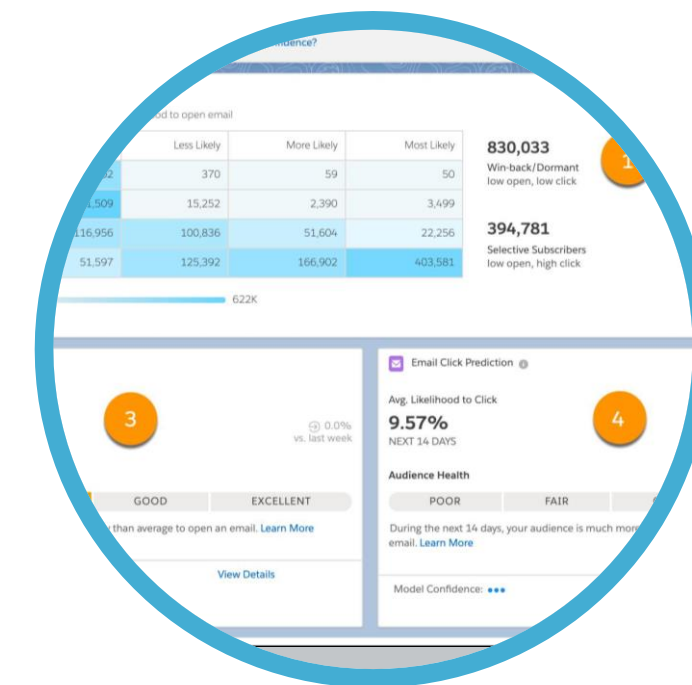 to open email
Less Likely More Likely Most Likely
370 59 50
15,252 2,390 3,499
116,956 100,836 51,604 22,256
51,597 125,392 166,902 403,581
622K
830,033
Win-back/Dormant
low open, low click
1
394,781
Selective Subscribers
low open, high click
3
0.0%
vs. last week
GOOD EXCELLENT
than average to open an email. Learn More
View Details
Email Click Prediction
Avg. Likelihood to Click
9.57%
NEXT 14 DAYS
4
Audience Health
POOR FAIR
During the next 14 days, your audience is much more
email. Learn More
Model Confidence: